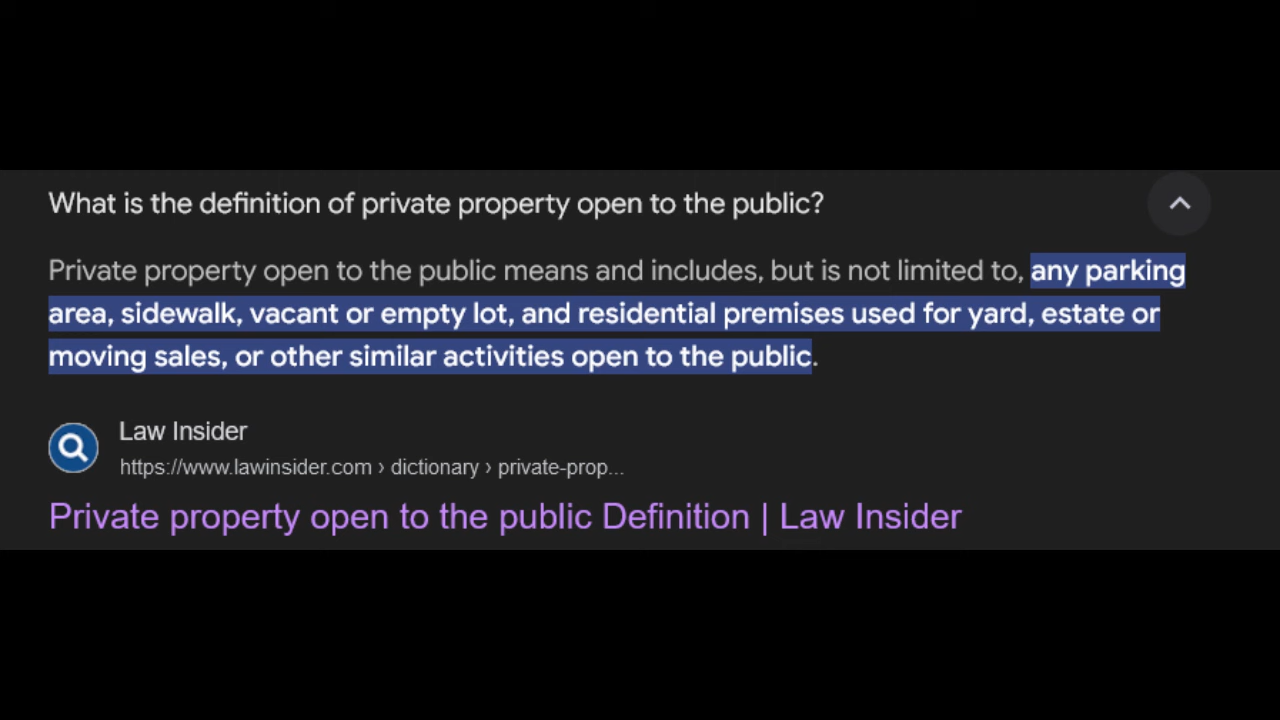 What is the definition of private property open to the public?
Private property open to the public means and includes, but is not limited to, any parking
area, sidewalk, vacant or empty lot, and residential premises used for yard, estate or
moving sales, or other similar activities open to the public.
Law Insider
https://www.lawinsider.com › dictionary › private-prop...
Private property open to the public Definition | Law Insider